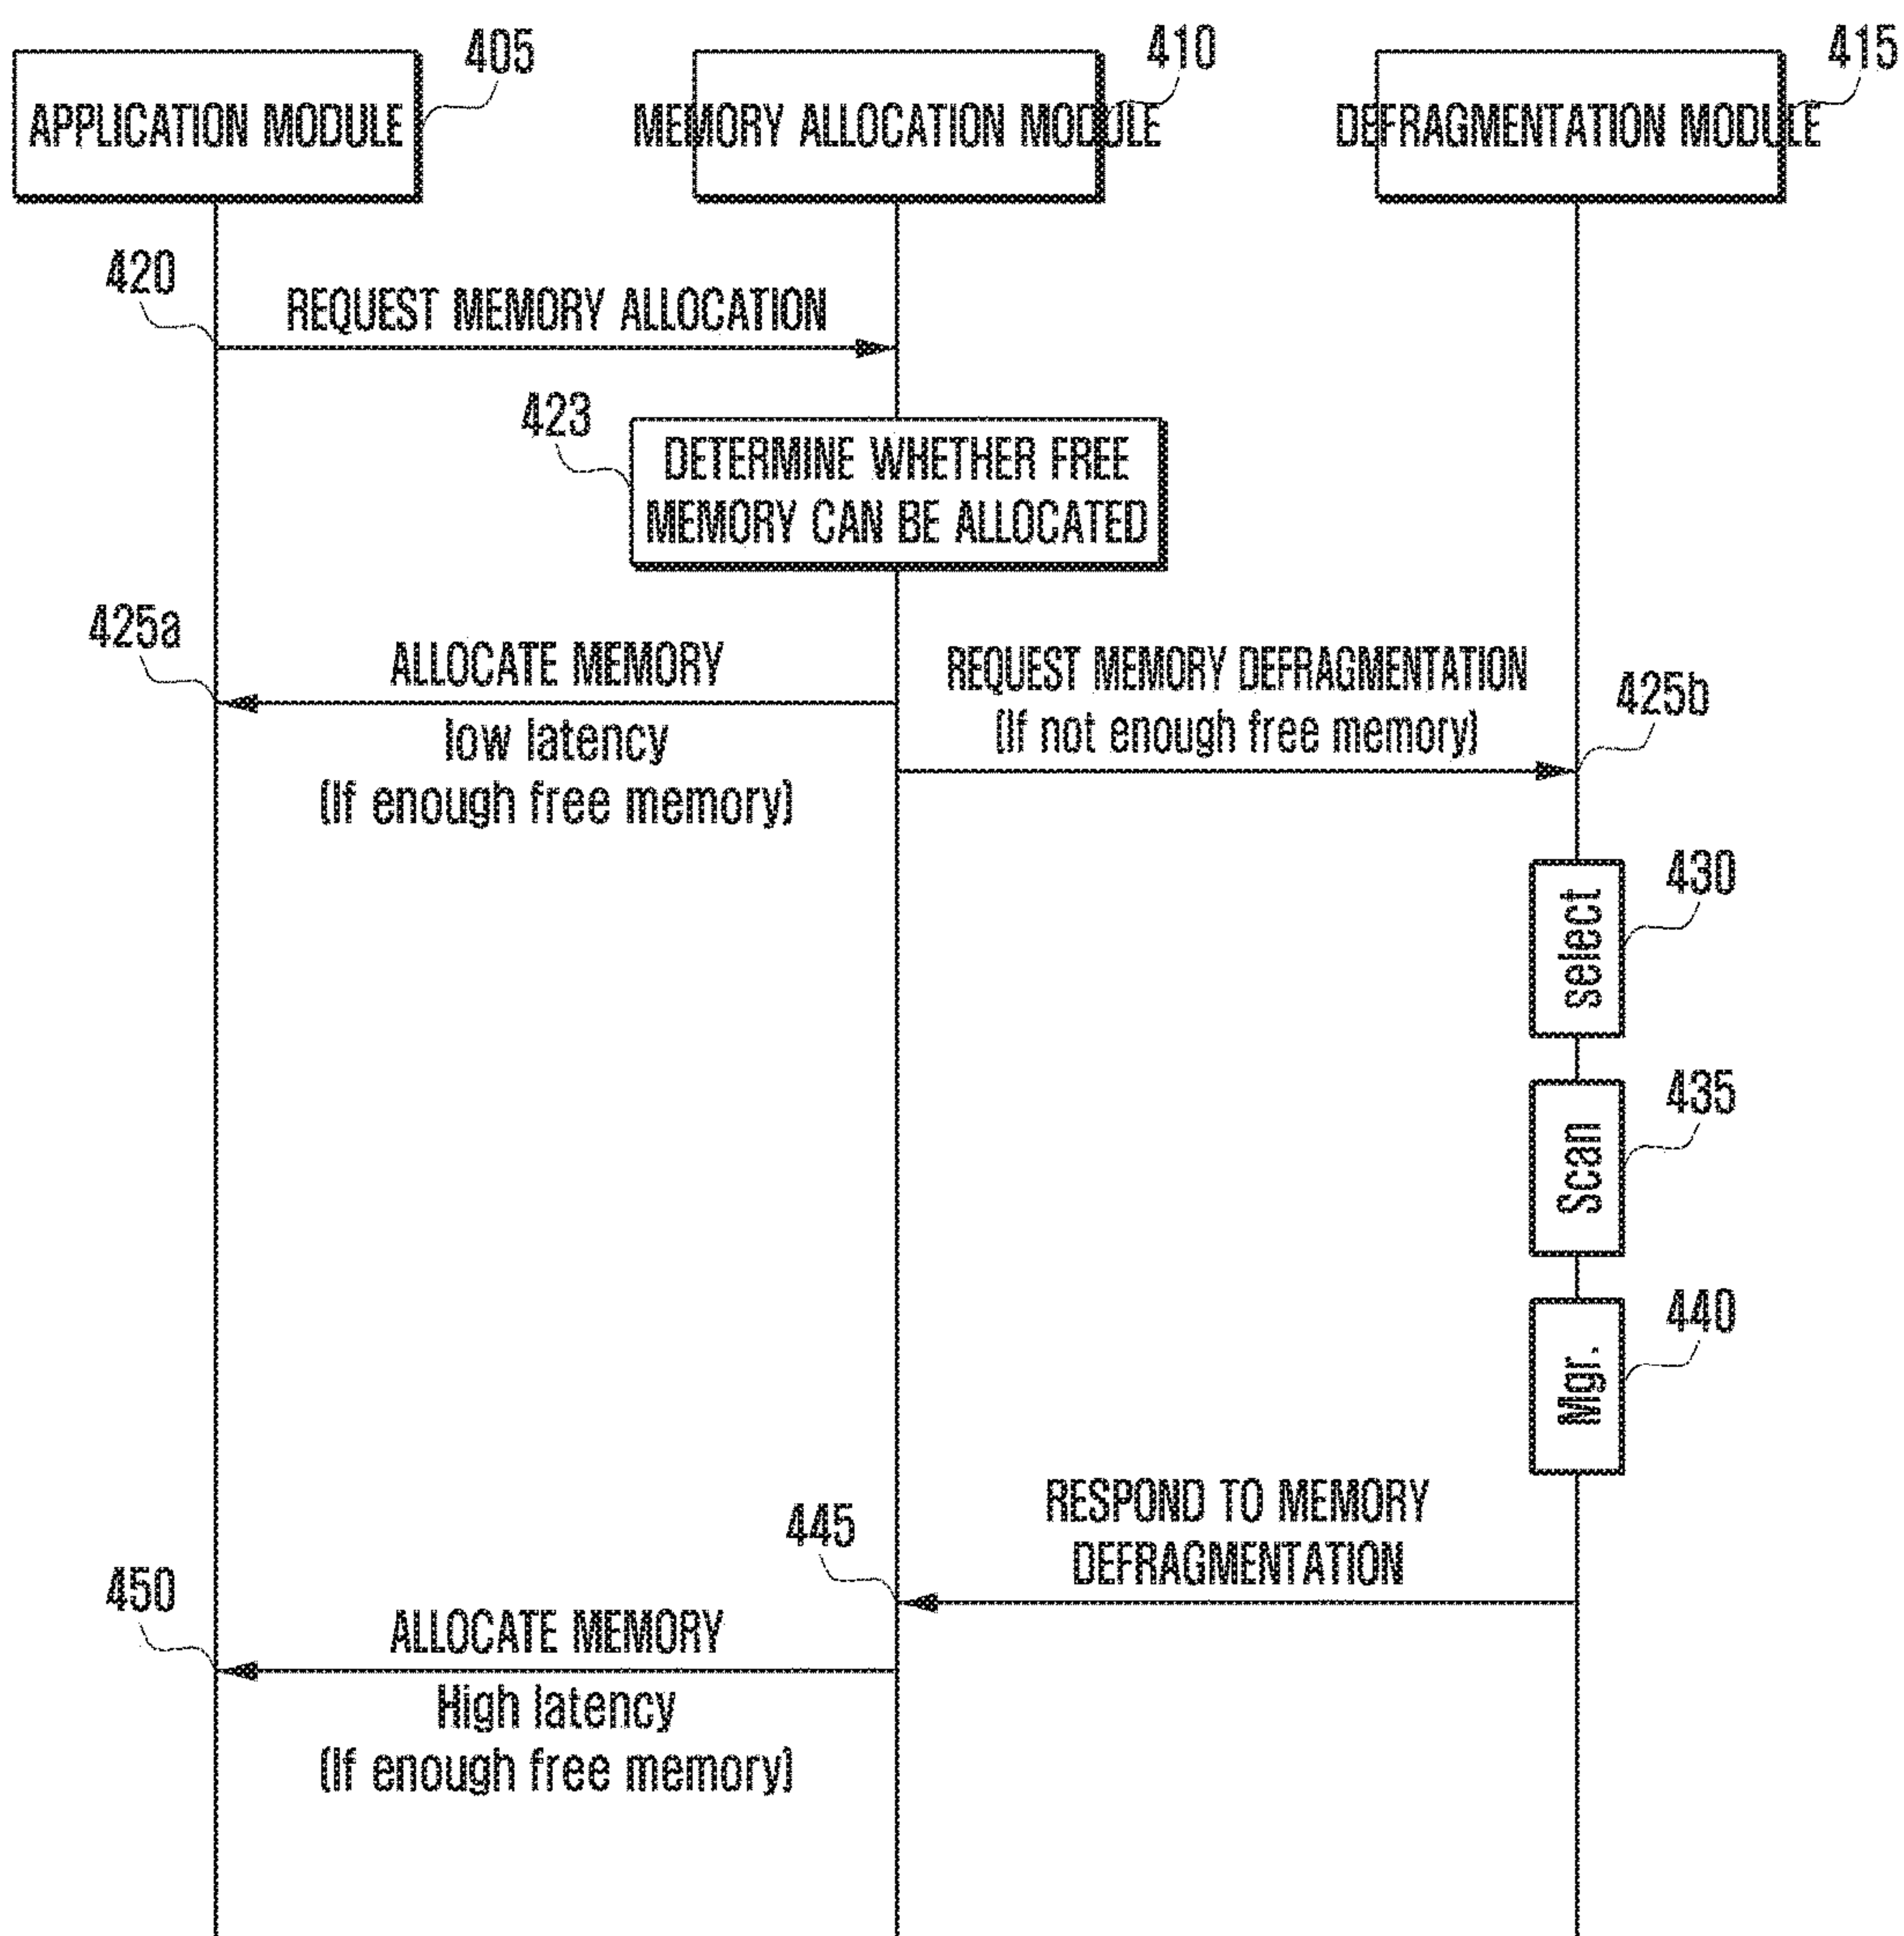 405
410
415
APPLICATION MODULE
MEMORY ALLOCATION MODULE
DEFRAGMENTATION MODULE
420
REQUEST MEMORY ALLOCATION
423
DETERMINE WHETHER FREE
MEMORY CAN BE ALLOCATED
425a
ALLOCATE MEMORY
low latency
(If enough free memory)
REQUEST MEMORY DEFRAGMENTATION
(If not enough free memory)
425b
select
430
Scan
435
Mgr.
440
RESPOND TO MEMORY
DEFRAGMENTATION
445
450
ALLOCATE MEMORY
High latency
(If enough free memory)